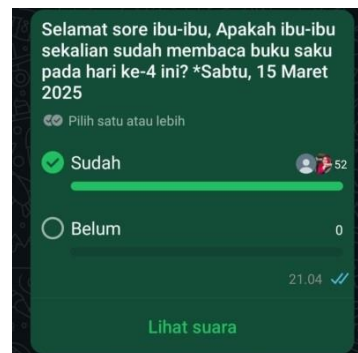 Selamat sore ibu-ibu, Apakah ibu-ibu
sekalian sudah membaca buku saku
pada hari ke-4 ini? *Sabtu, 15 Maret
2025
Pilih satu atau lebih
Sudah 52
Belum 0
21.04
Lihat suara